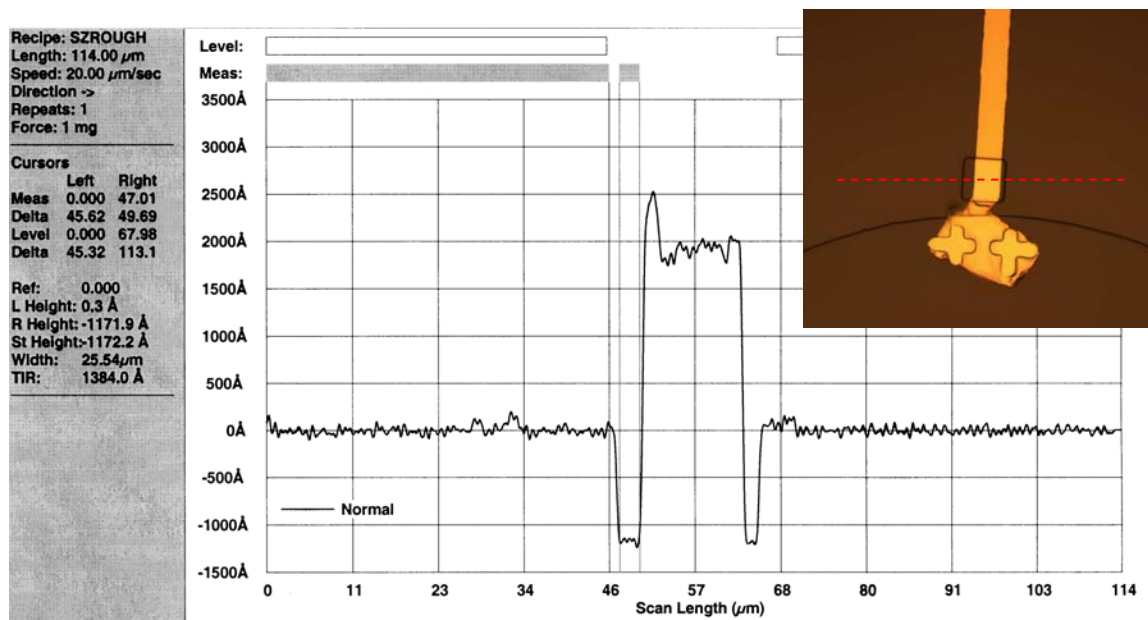 Recipe: SZROUGH
Length: 114.00 µm
Speed: 20.00 µm/sec
Direction ->
Repeats: 1
Force: 1 mg
Cursors
Left Right
Meas 0.000 47.01
Delta 45.62 49.69
Level 0.000 67.98
Delta 45.32 113.1
Ref: 0.000
L Height: 0.3 Å
R Height: -1171.9 Å
St Height:-1172.2 Å
Width: 25.54µm
TIR: 1384.0 Å
Level:
Meas:
3500Å
3000Å
2500Å
2000Å
1500Å
1000Å
500Å
0Å
-500Å
-1000Å
-1500Å
Normal
0 11 23 34 46 57 68 80 91 103 114
Scan Length (µm)